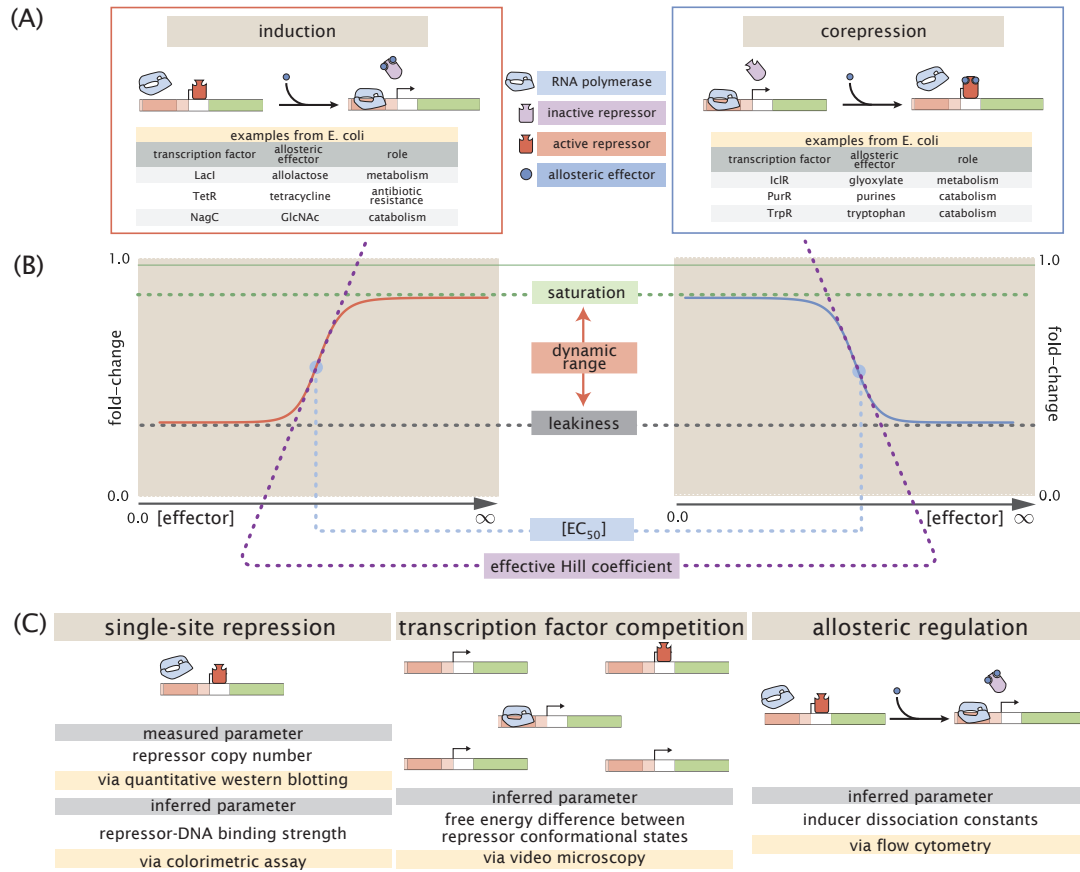 (A)
induction
examples from E. coli
transcription factor
allosteric
effector
role
LacI
allolactose
metabolism
TetR
tetracycline
antibiotic
resistance
NagC
GlcNAc
catabolism
RNA polymerase
inactive repressor
active repressor
allosteric effector
corepression
examples from E. coli
transcription factor
allosteric
effector
role
IclR
glyoxylate
metabolism
PurR
purines
catabolism
TrpR
tryptophan
catabolism
(B)
1.0
fold-change
0.0
0.0
[effector]
∞
saturation
dynamic
range
leakiness
[EC50]
effective Hill coefficient
1.0
fold-change
0.0
0.0
[effector]
∞
(C)
single-site repression
measured parameter
repressor copy number
via quantitative western blotting
inferred parameter
repressor-DNA binding strength
via colorimetric assay
transcription factor competition
inferred parameter
free energy difference between
repressor conformational states
via video microscopy
allosteric regulation
inferred parameter
inducer dissociation constants
via flow cytometry